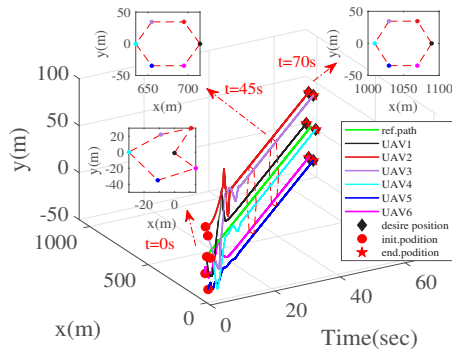 50
0
-50
y(m)
650
700
x(m)
t=70s
50
0
-50
y(m)
1000
1050
1100
x(m)
t=45s
20
0
-20
-40
y(m)
-40
-20
0
x(m)
t=0s
100
50
0
-50
y(m)
1000
500
0
x(m)
0
20
40
60
Time(sec)
ref.path
UAV1
UAV2
UAV3
UAV4
UAV5
UAV6
desire position
init.podition
end.podition